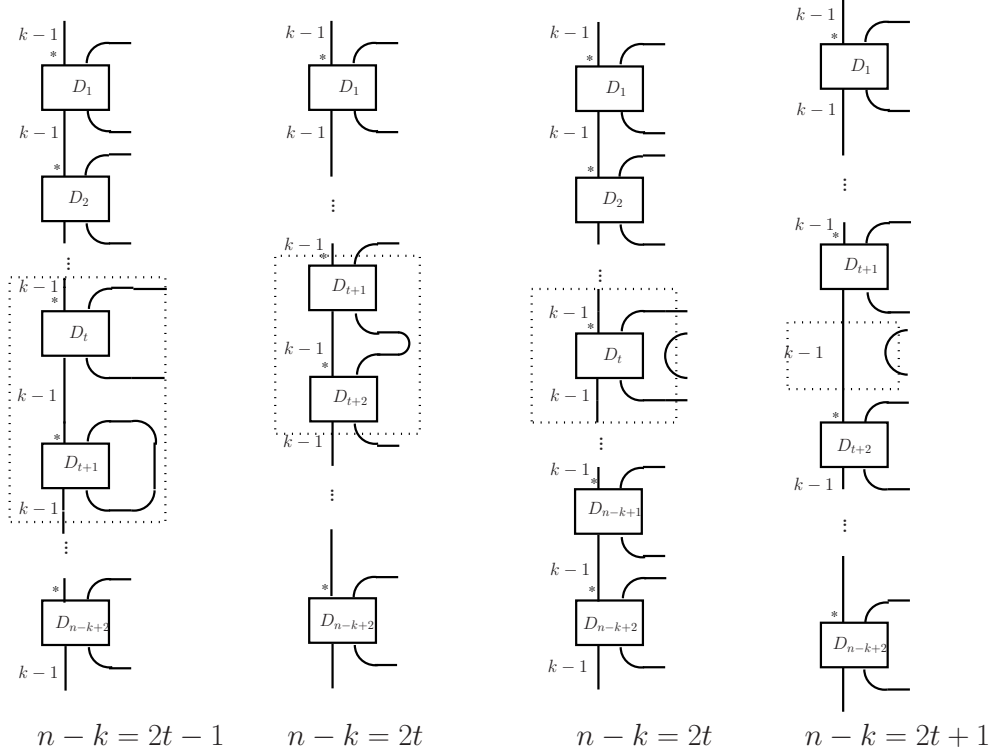 k − 1
*
D_1
k − 1
*
D_2
⋮
k − 1
*
D_t
k − 1
*
D_{t+1}
k − 1
⋮
*
D_{n−k+2}
k − 1
n − k = 2t − 1
k − 1
*
D_1
k − 1
⋮
k − 1
*
D_{t+1}
k − 1
*
D_{t+2}
k − 1
⋮
*
D_{n−k+2}
n − k = 2t
k − 1
*
D_1
k − 1
*
D_2
⋮
k − 1
*
D_t
k − 1
⋮
k − 1
*
D_{n−k+1}
k − 1
*
D_{n−k+2}
k − 1
n − k = 2t
k − 1
*
D_1
k − 1
⋮
k − 1
*
D_{t+1}
k − 1
*
D_{t+2}
k − 1
⋮
*
D_{n−k+2}
n − k = 2t + 1